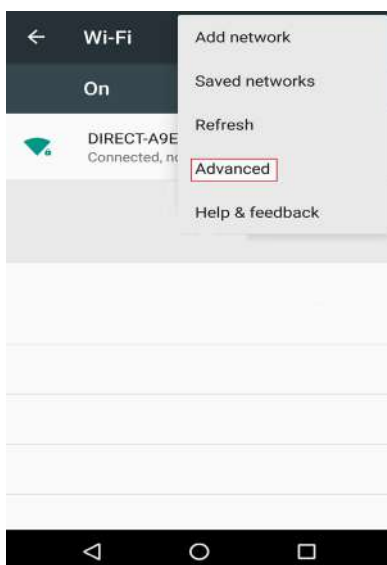 Wi-Fi
On
DIRECT-A9E
Connected,
Add network
Saved networks
Refresh
Advanced
Help & feedback